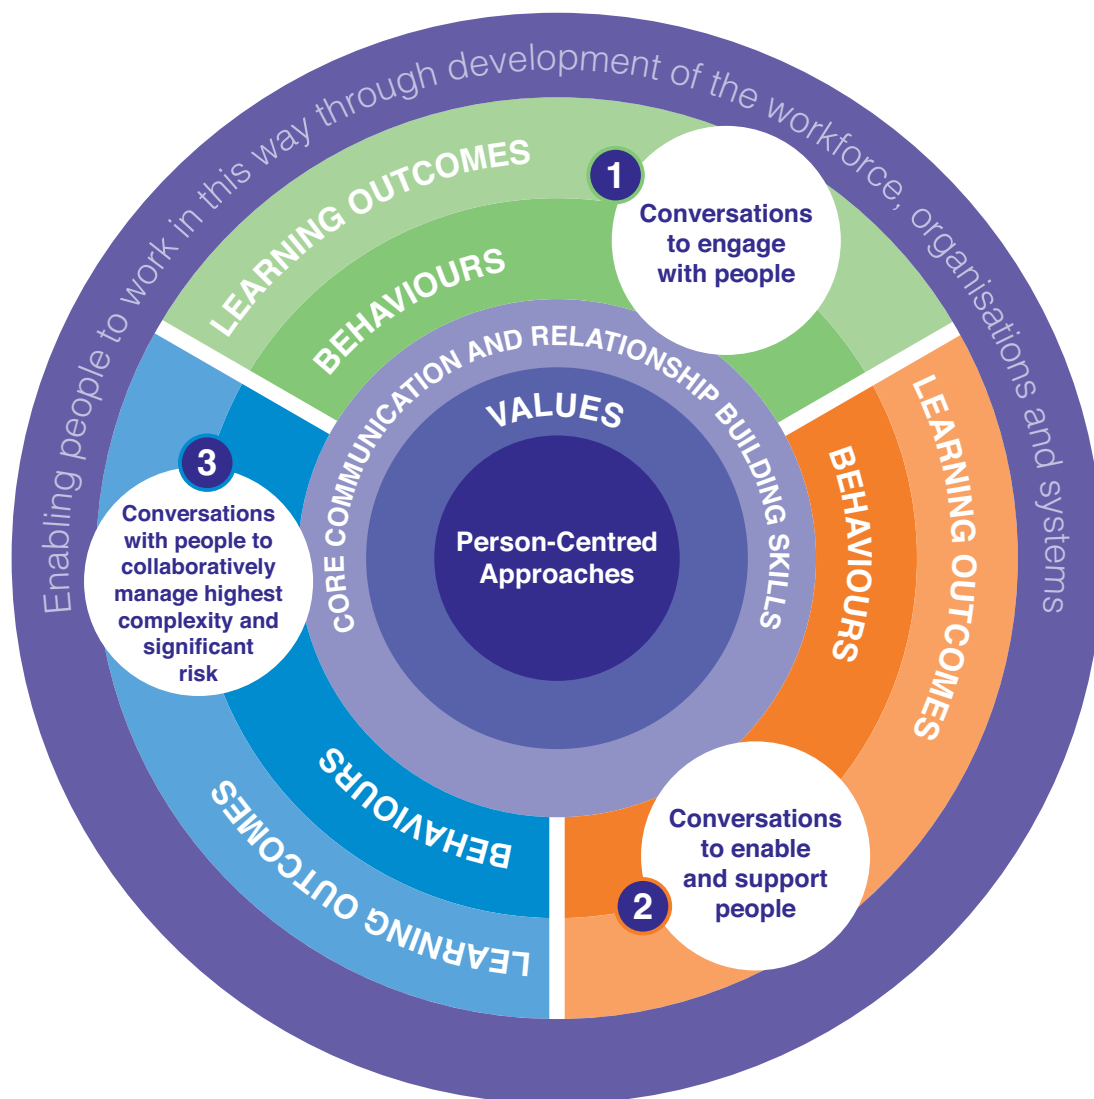 Enabling people to work in this way through development of the workforce, organisations and systems
LEARNING OUTCOMES
BEHAVIOURS
1
Conversations
to engage
with people
LEARNING OUTCOMES
BEHAVIOURS
2
Conversations
to enable
and support
people
3
Conversations
with people to
collaboratively
manage highest
complexity and
significant
risk
BEHAVIOURS
LEARNING OUTCOMES
CORE COMMUNICATION AND RELATIONSHIP BUILDING SKILLS
VALUES
Person-Centred
Approaches